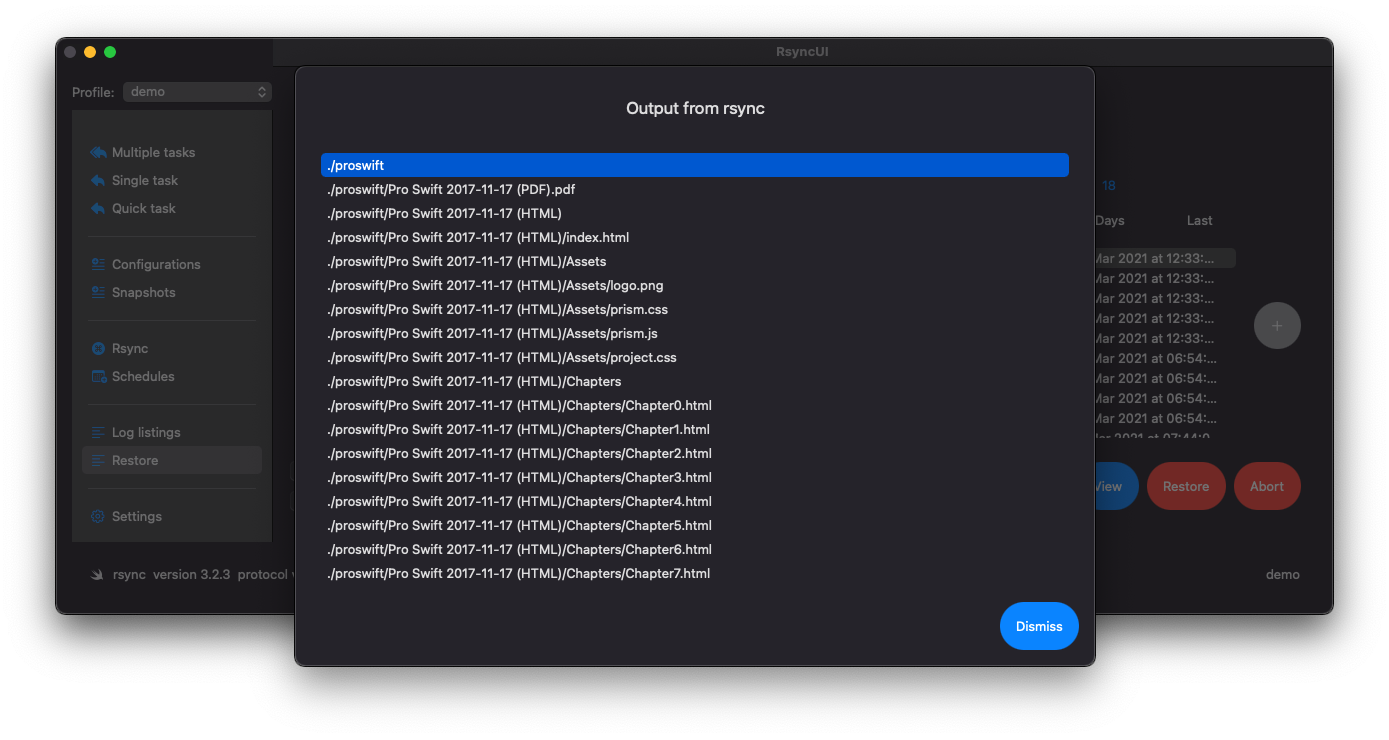 RsyncUI
Profile:
demo
Multiple tasks
Single task
Quick task
Configurations
Snapshots
Rsync
Schedules
Log listings
Restore
Settings
rsync version 3.2.3 protocol
Output from rsync
./proswift
./proswift/Pro Swift 2017-11-17 (PDF).pdf
./proswift/Pro Swift 2017-11-17 (HTML)
./proswift/Pro Swift 2017-11-17 (HTML)/index.html
./proswift/Pro Swift 2017-11-17 (HTML)/Assets
./proswift/Pro Swift 2017-11-17 (HTML)/Assets/logo.png
./proswift/Pro Swift 2017-11-17 (HTML)/Assets/prism.css
./proswift/Pro Swift 2017-11-17 (HTML)/Assets/prism.js
./proswift/Pro Swift 2017-11-17 (HTML)/Assets/project.css
./proswift/Pro Swift 2017-11-17 (HTML)/Chapters
./proswift/Pro Swift 2017-11-17 (HTML)/Chapters/Chapter0.html
./proswift/Pro Swift 2017-11-17 (HTML)/Chapters/Chapter1.html
./proswift/Pro Swift 2017-11-17 (HTML)/Chapters/Chapter2.html
./proswift/Pro Swift 2017-11-17 (HTML)/Chapters/Chapter3.html
./proswift/Pro Swift 2017-11-17 (HTML)/Chapters/Chapter4.html
./proswift/Pro Swift 2017-11-17 (HTML)/Chapters/Chapter5.html
./proswift/Pro Swift 2017-11-17 (HTML)/Chapters/Chapter6.html
./proswift/Pro Swift 2017-11-17 (HTML)/Chapters/Chapter7.html
Dismiss
18
Days Last
Mar 2021 at 12:33:...
Mar 2021 at 12:33:...
Mar 2021 at 12:33:...
Mar 2021 at 12:33:...
Mar 2021 at 12:33:...
Mar 2021 at 06:54:...
Mar 2021 at 06:54:...
Mar 2021 at 06:54:...
Mar 2021 at 06:54:...
View
Restore
Abort
demo